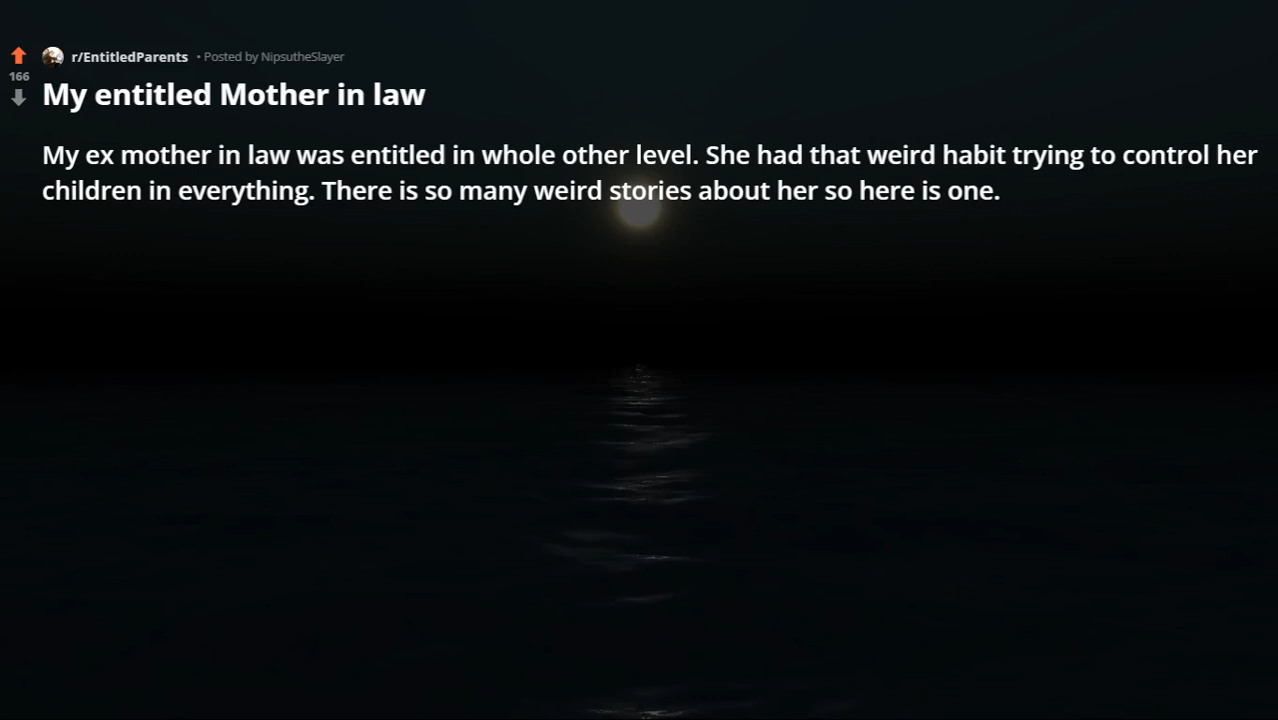 r/EntitledParents • Posted by NipsutheSlayer
166
My entitled Mother in law
My ex mother in law was entitled in whole other level. She had that weird habit trying to control her
children in everything. There is so many weird stories about her so here is one.